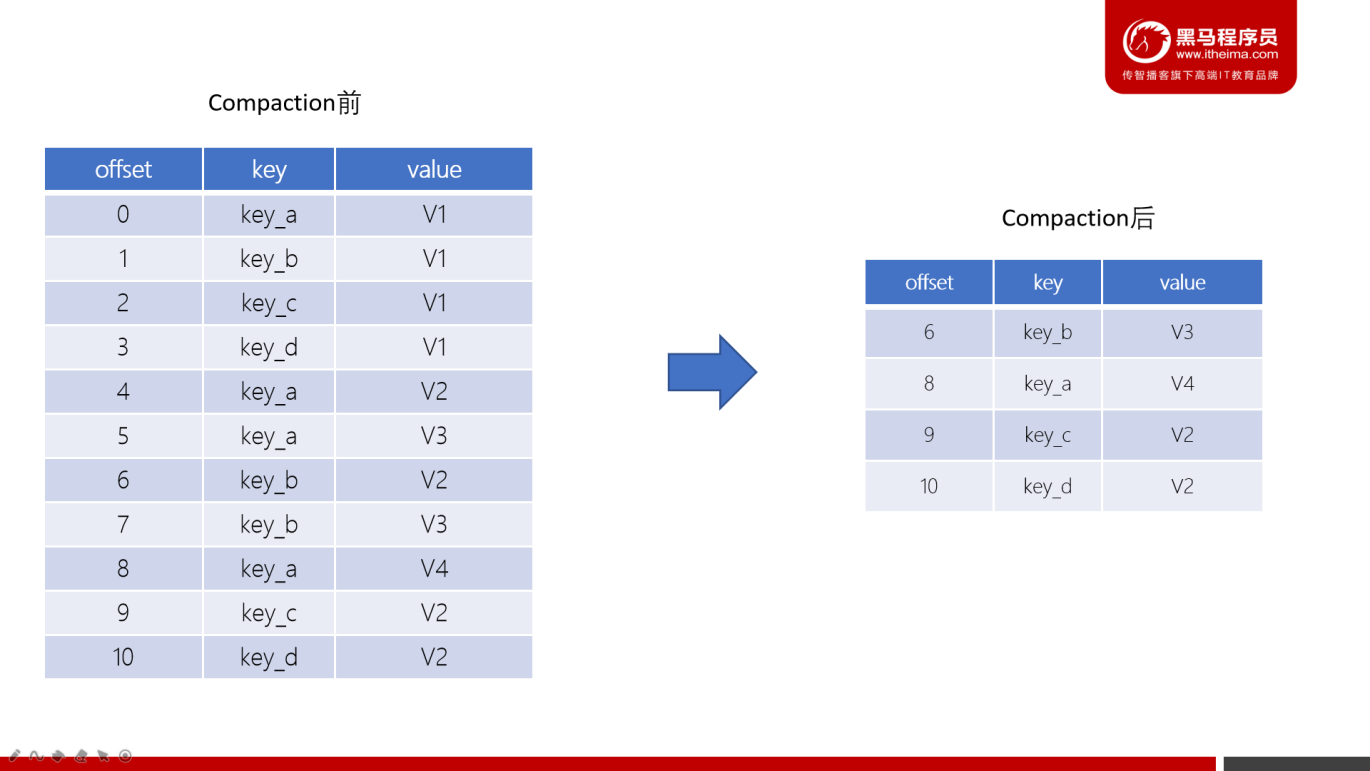 黑马程序员
www.itheima.com
传智播客旗下高端IT教育品牌
Compaction前
offset key value
0 key_a V1
1 key_b V1
2 key_c V1
3 key_d V1
4 key_a V2
5 key_a V3
6 key_b V2
7 key_b V3
8 key_a V4
9 key_c V2
10 key_d V2
Compaction后
offset key value
6 key_b V3
8 key_a V4
9 key_c V2
10 key_d V2